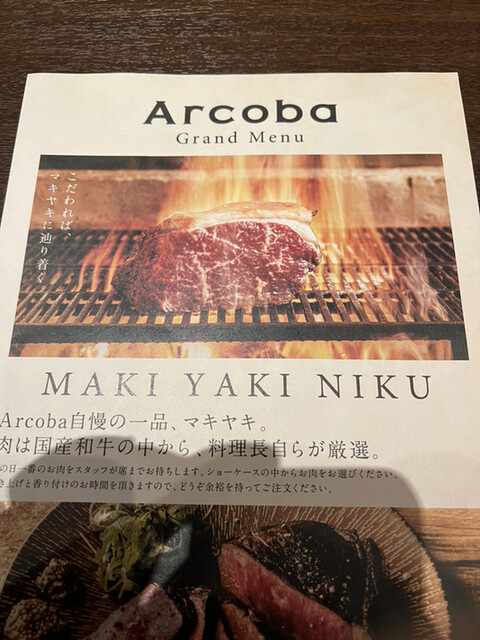 Arcoba
Grand Menu
こだわれば、
マキヤキに辿り着く。
MAKI YAKI NIKU
Arcoba自慢の一品、マキヤキ。
肉は国産和牛の中から、料理長自らが厳選。
の日一番のお肉をスタッフが席までお持ちします。ショーケースの中からお肉をお選びください。
き上げと香り付けのお時間を頂きますので、どうぞ余裕を持ってご注文ください。